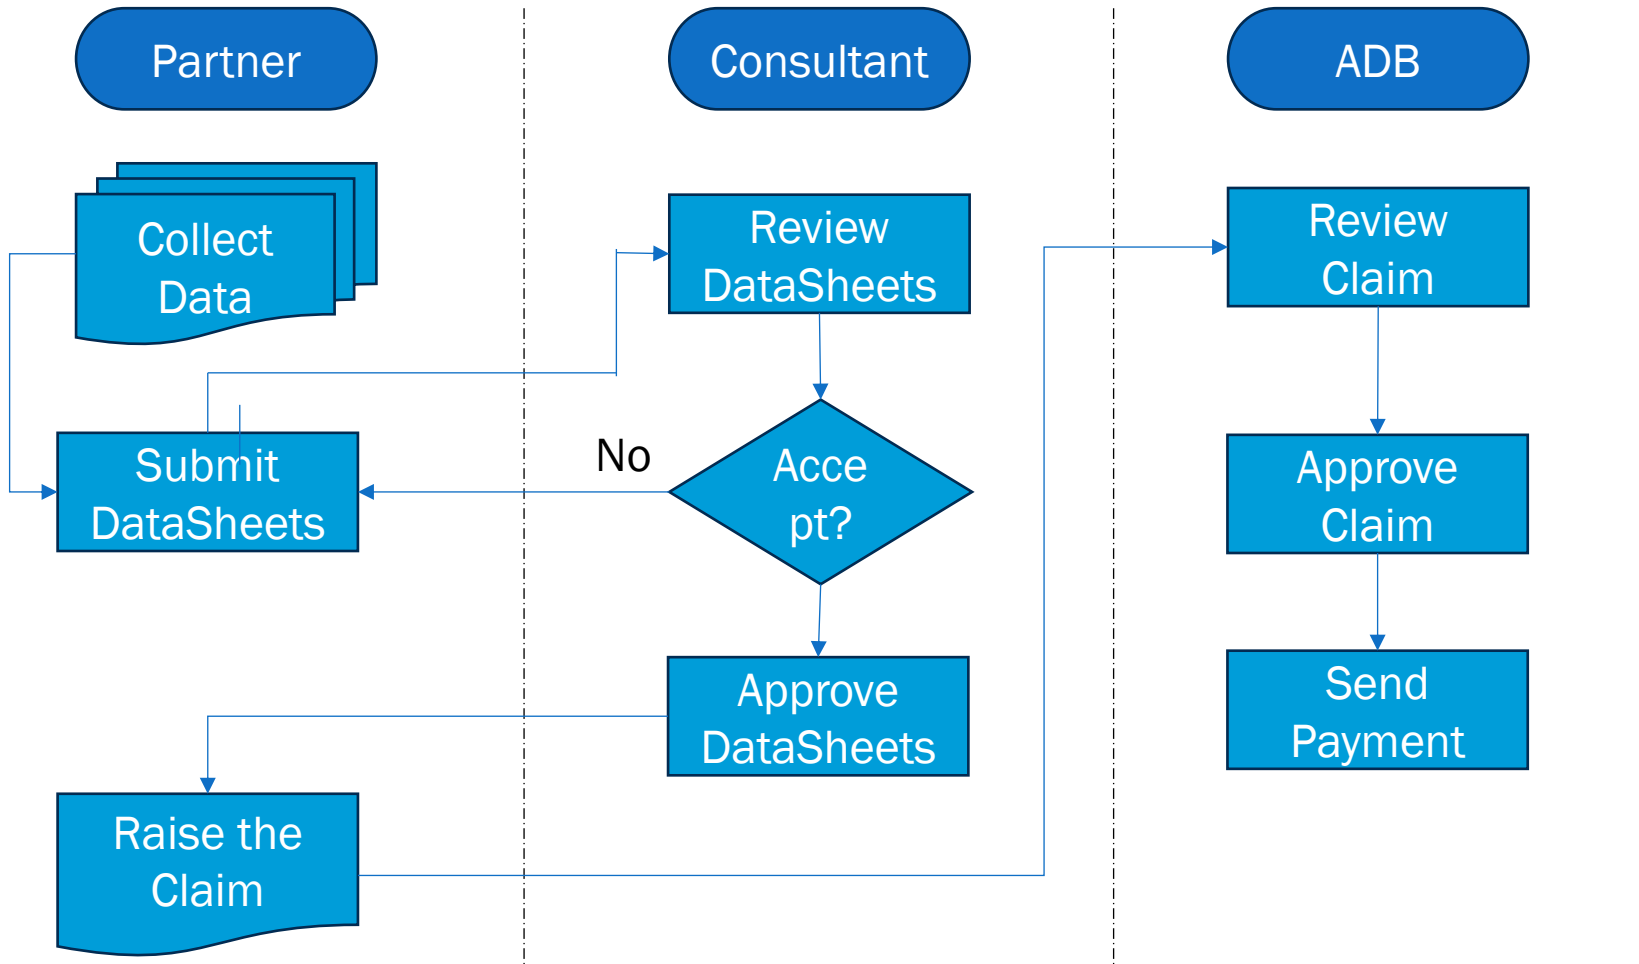 Partner
Consultant
ADB
Collect
Data
Submit
DataSheets
Raise the
Claim
Review
DataSheets
No
Acce
pt?
Approve
DataSheets
Review
Claim
Approve
Claim
Send
Payment